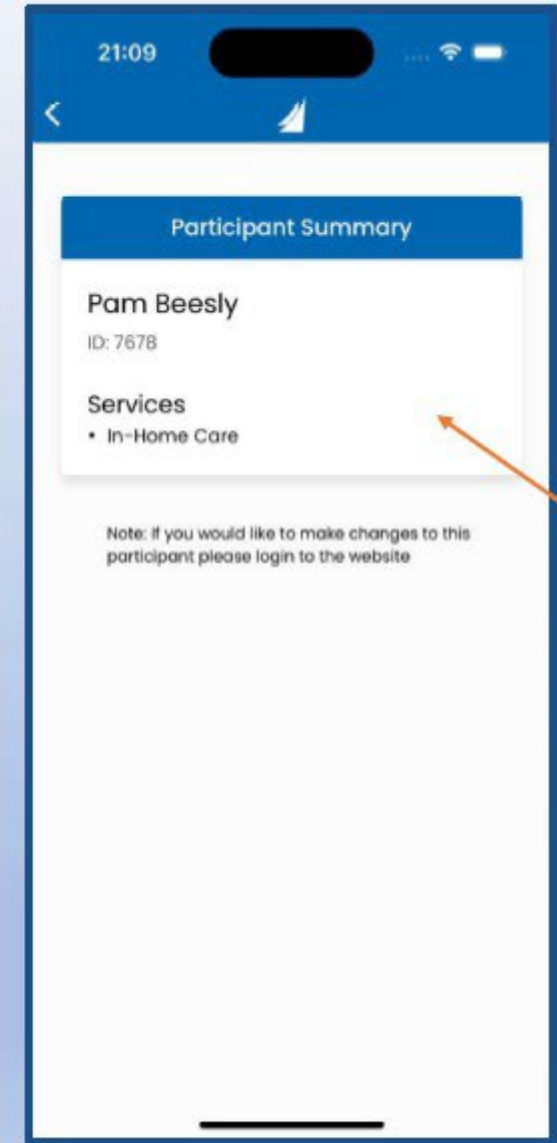 21:09
Participant Summary
Pam Beesly
ID: 7678
Services
• In-Home Care
Note: If you would like to make changes to this
participant please login to the website